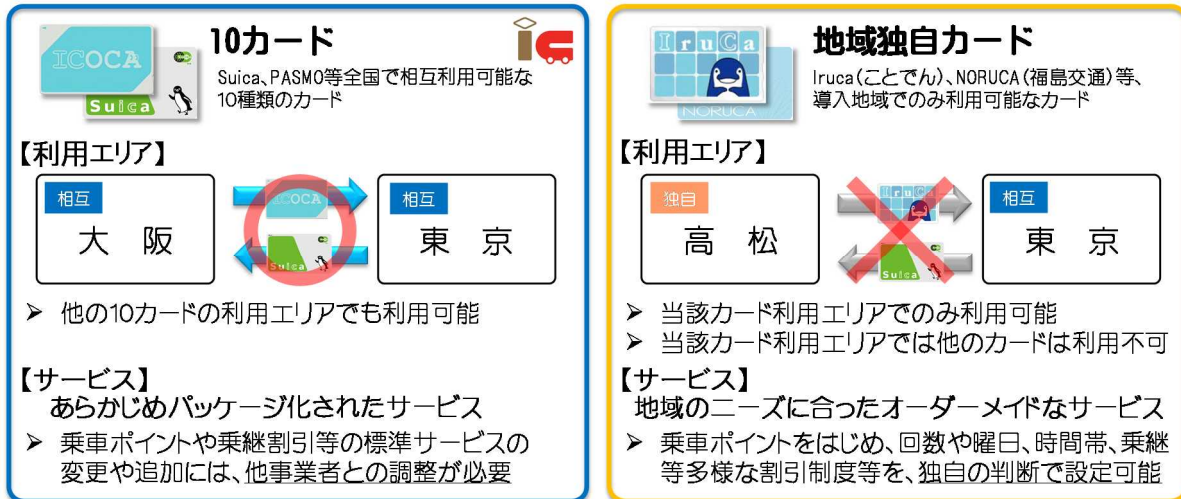 ICOCA
Suica
10カード
Suica、PASMO等全国で相互利用可能な
10種類のカード
【利用エリア】
相互
大 阪
ICOCA
Suica
相互
東 京
➤ 他の10カードの利用エリアでも利用可能
【サービス】
あらかじめパッケージ化されたサービス
➤ 乗車ポイントや乗継割引等の標準サービスの
変更や追加には、他事業者との調整が必要
IruCa
NORUCA
地域独自カード
Iruca(ことでん)、NORUCA(福島交通)等、
導入地域でのみ利用可能なカード
【利用エリア】
独自
高 松
IruCa
Suica
相互
東 京
➤ 当該カード利用エリアでのみ利用可能
➤ 当該カード利用エリアでは他のカードは利用不可
【サービス】
地域のニーズに合ったオーダーメイドなサービス
➤ 乗車ポイントをはじめ、回数や曜日、時間帯、乗継
等多様な割引制度等を、独自の判断で設定可能